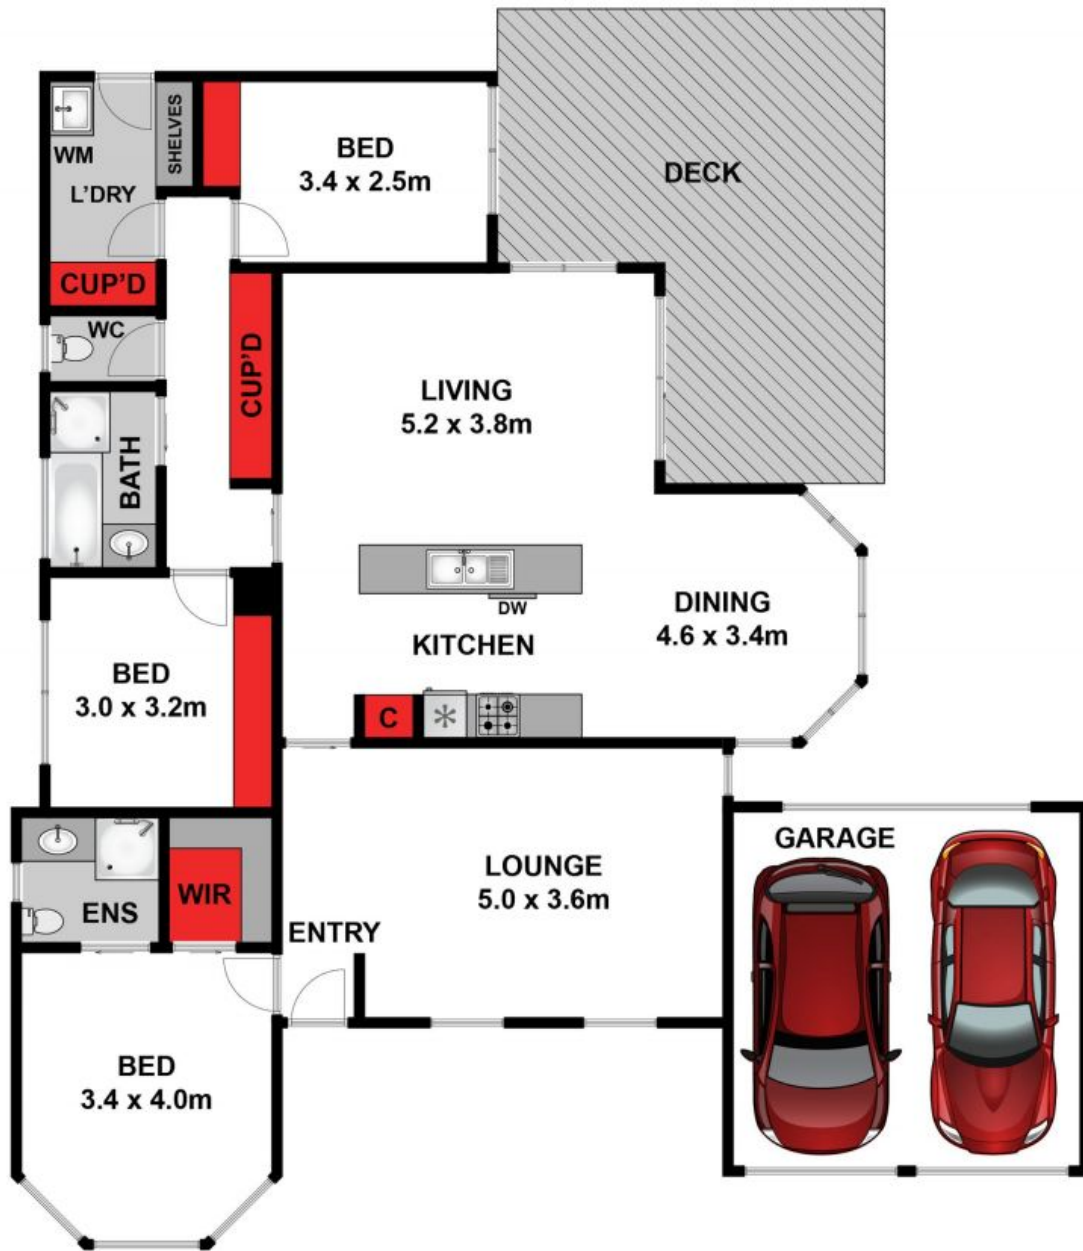 DECK
SHELVES
WM
L'DRY
BED
3.4 x 2.5m
CUP'D
WC
CUP'D
BATH
LIVING
5.2 x 3.8m
DW
KITCHEN
DINING
4.6 x 3.4m
BED
3.0 x 3.2m
C
WIR
ENS
ENTRY
LOUNGE
5.0 x 3.6m
GARAGE
BED
3.4 x 4.0m